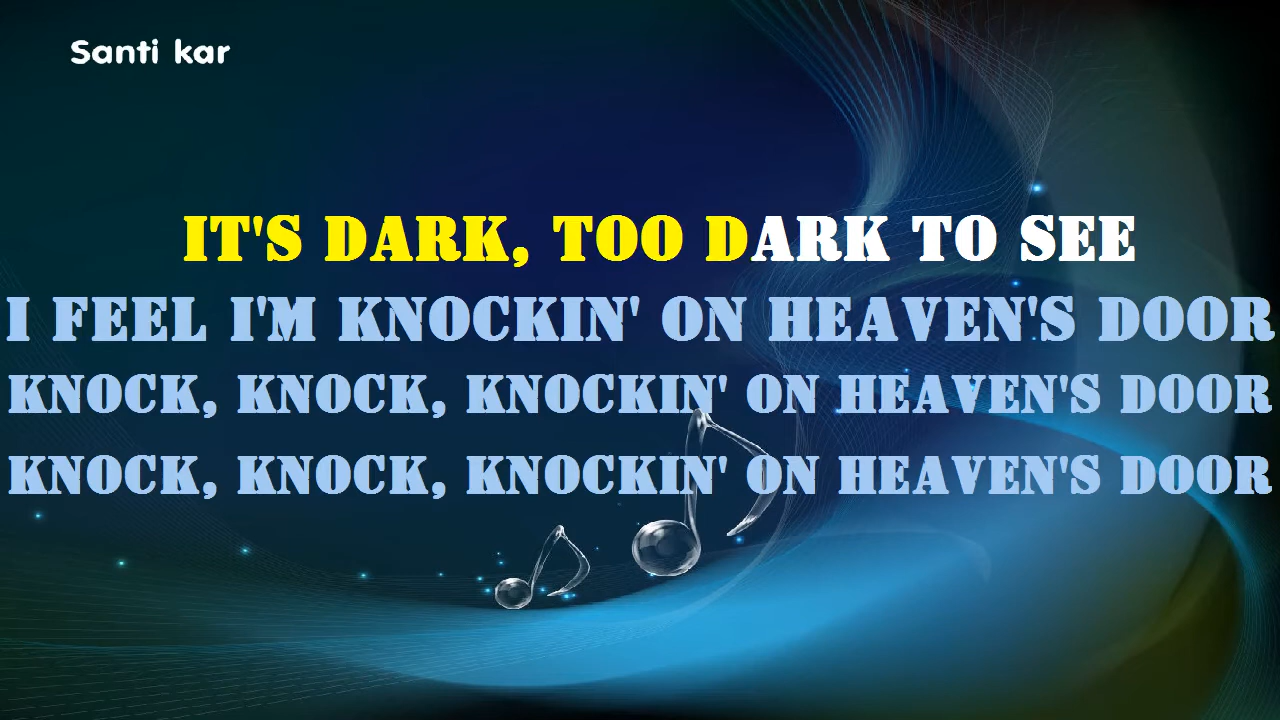 Santi kar
IT'S DARK, TOO DARK TO SEE
I FEEL I'M KNOCKIN' ON HEAVEN'S DOOR
KNOCK, KNOCK, KNOCKIN' ON HEAVEN'S DOOR
KNOCK, KNOCK, KNOCKIN' ON HEAVEN'S DOOR